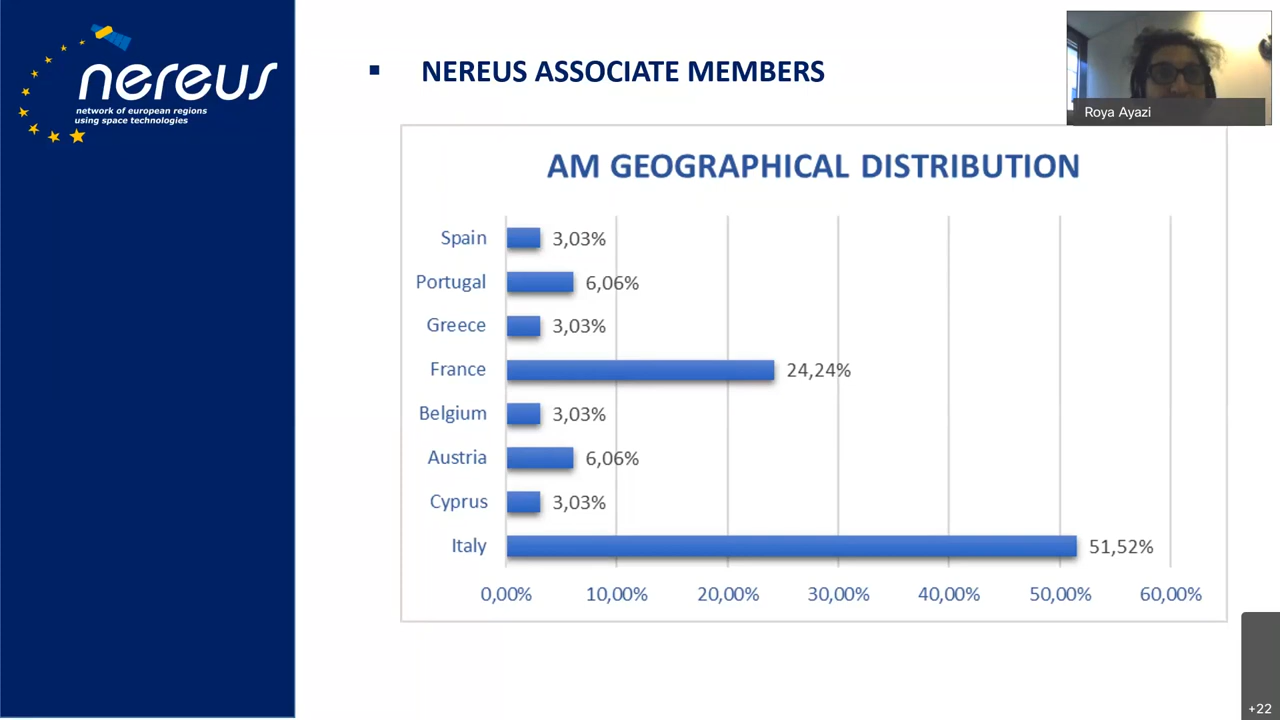 nereus
network of european regions
using space technologies
▪ NEREUS ASSOCIATE MEMBERS
Roya Ayazi
AM GEOGRAPHICAL DISTRIBUTION
Spain 3,03%
Portugal 6,06%
Greece 3,03%
France 24,24%
Belgium 3,03%
Austria 6,06%
Cyprus 3,03%
Italy 51,52%
0,00% 10,00% 20,00% 30,00% 40,00% 50,00% 60,00%
+22